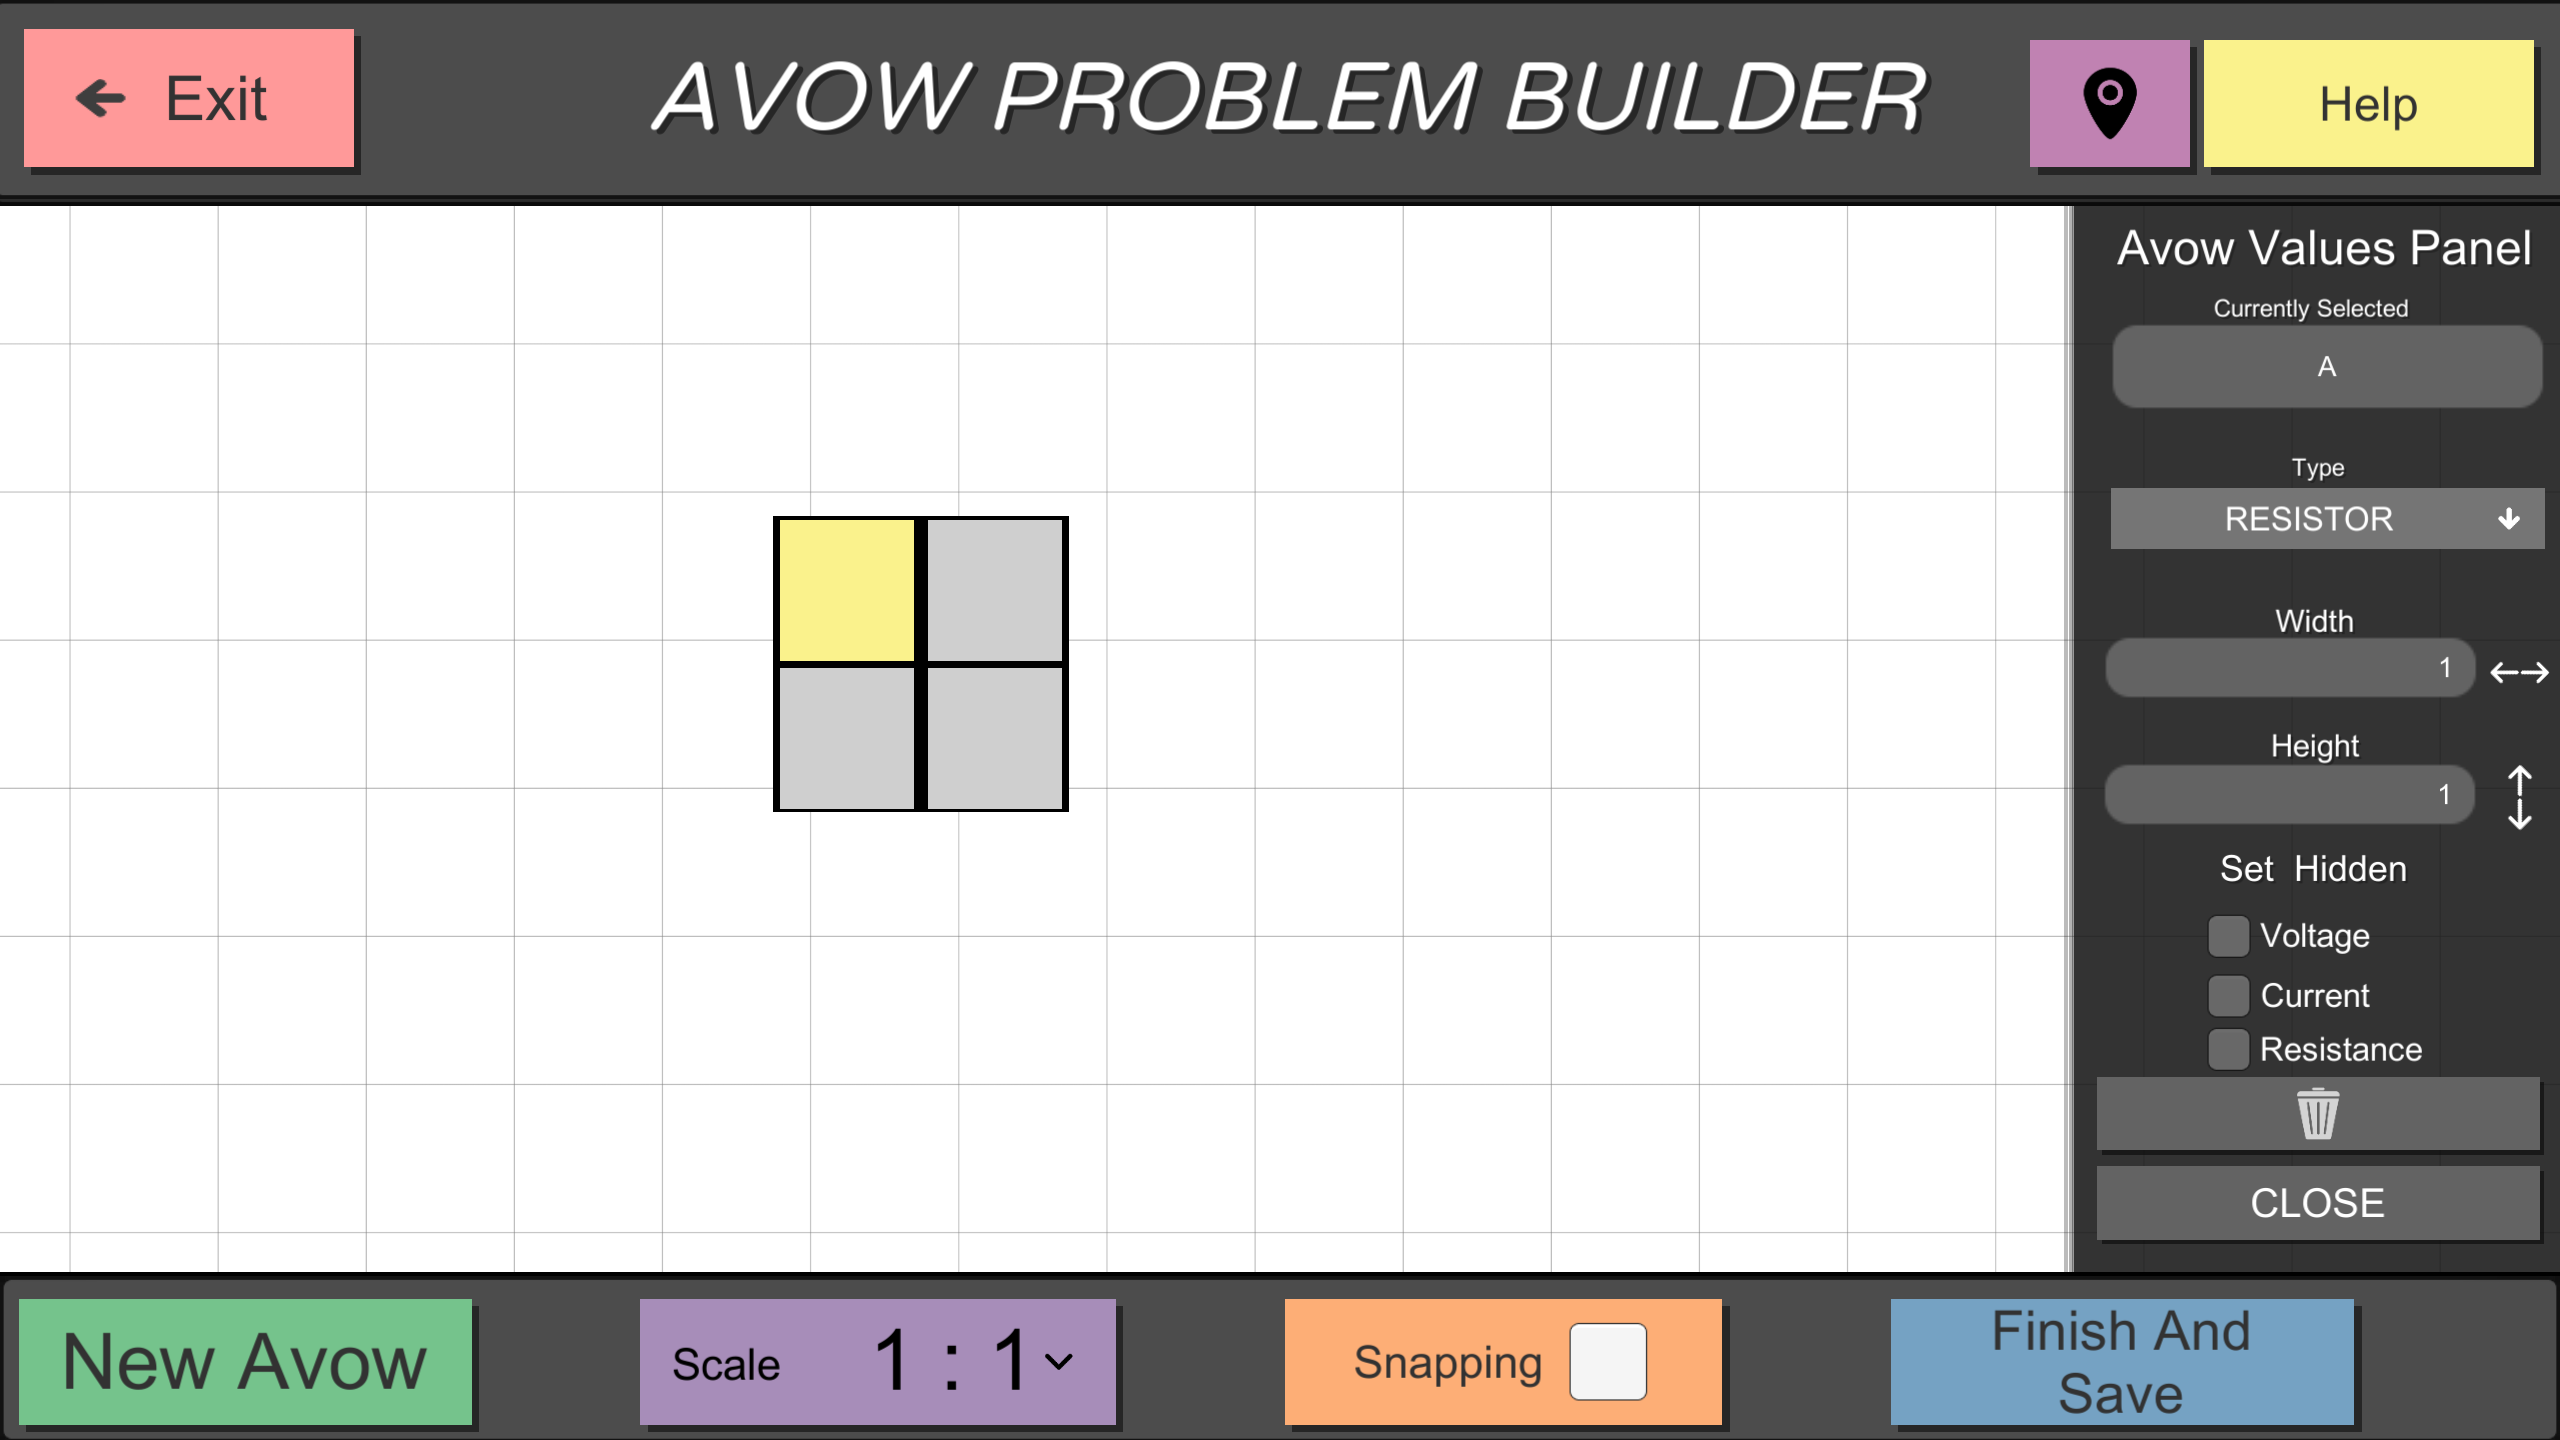 Exit
AVOW PROBLEM BUILDER
Help
Avow Values Panel
Currently Selected
A
Type
RESISTOR
Width
1
Height
1
Set Hidden
Voltage
Current
Resistance
CLOSE
New Avow
Scale 1 : 1
Snapping
Finish And
Save